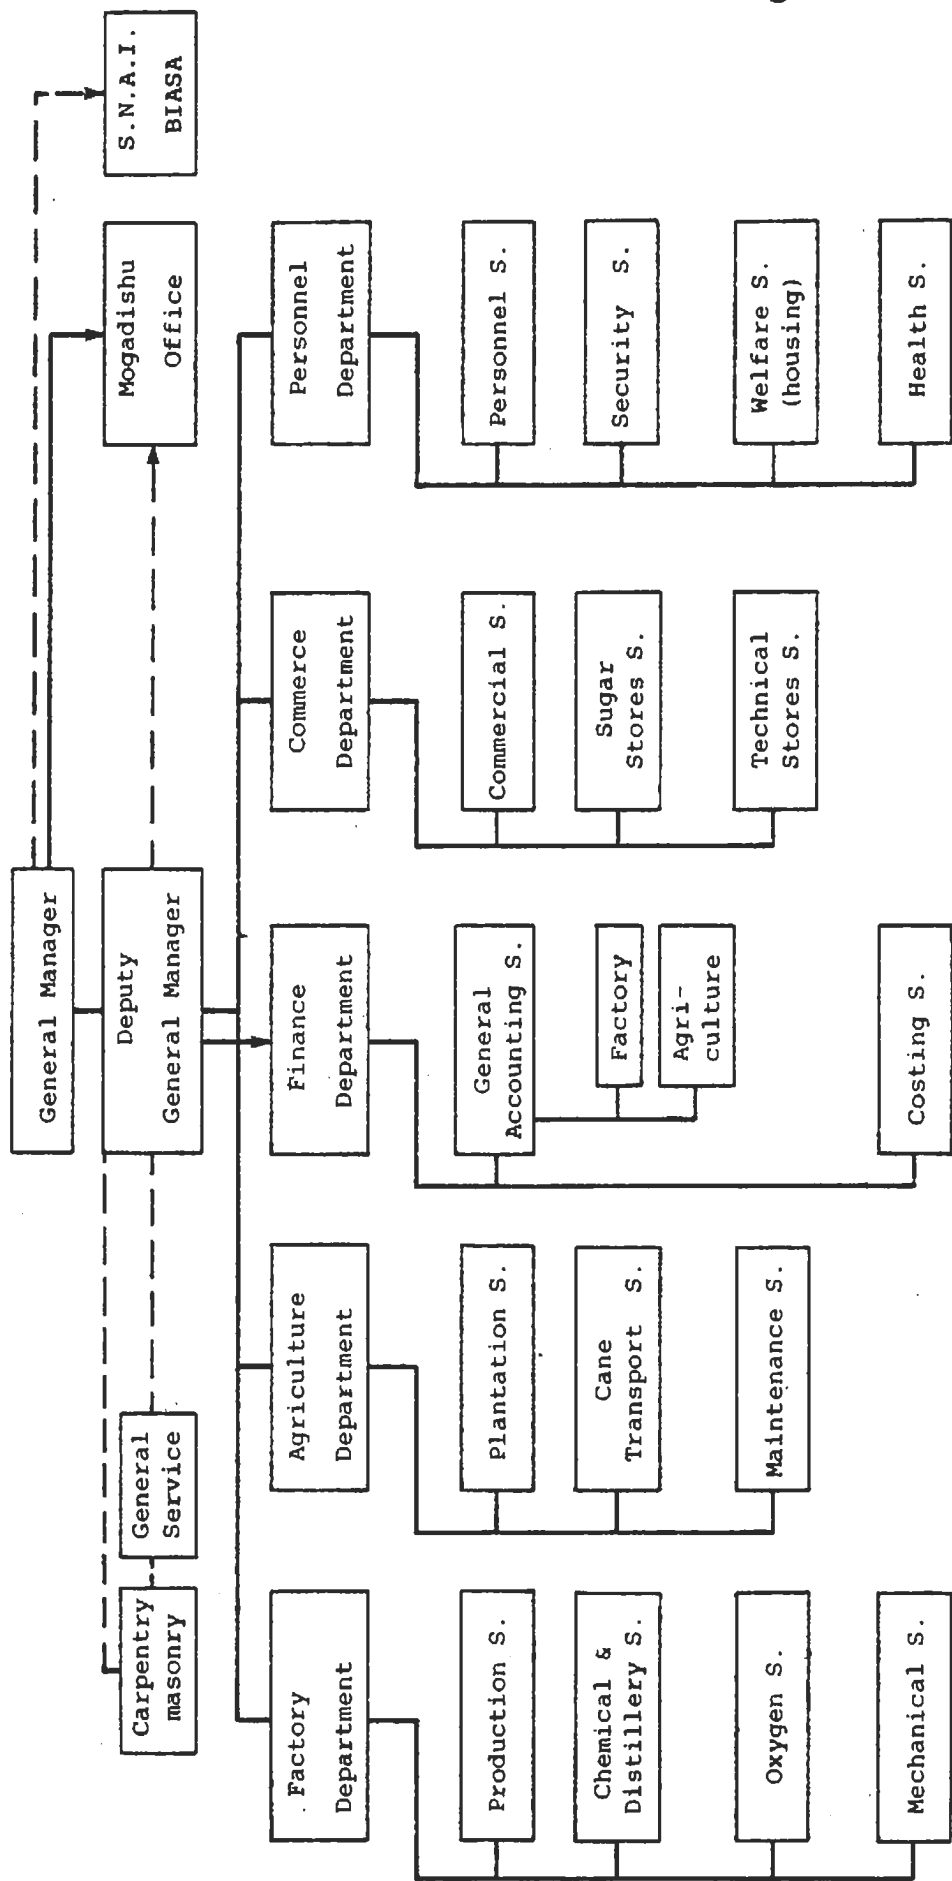 General Manager
S.N.A.I.
BIASA
Carpentry
masonry
General
Service
Deputy
General Manager
Mogadishu
Office
Factory
Department
Agriculture
Department
Finance
Department
Commerce
Department
Personnel
Department
Production S.
Chemical &
Distillery S.
Oxygen S.
Mechanical S.
Plantation S.
Cane
Transport S.
Maintenance S.
General
Accounting S.
Factory
Agri-
culture
Costing S.
Commercial S.
Sugar
Stores S.
Technical
Stores S.
Personnel S.
Security S.
Welfare S.
(housing)
Health S.